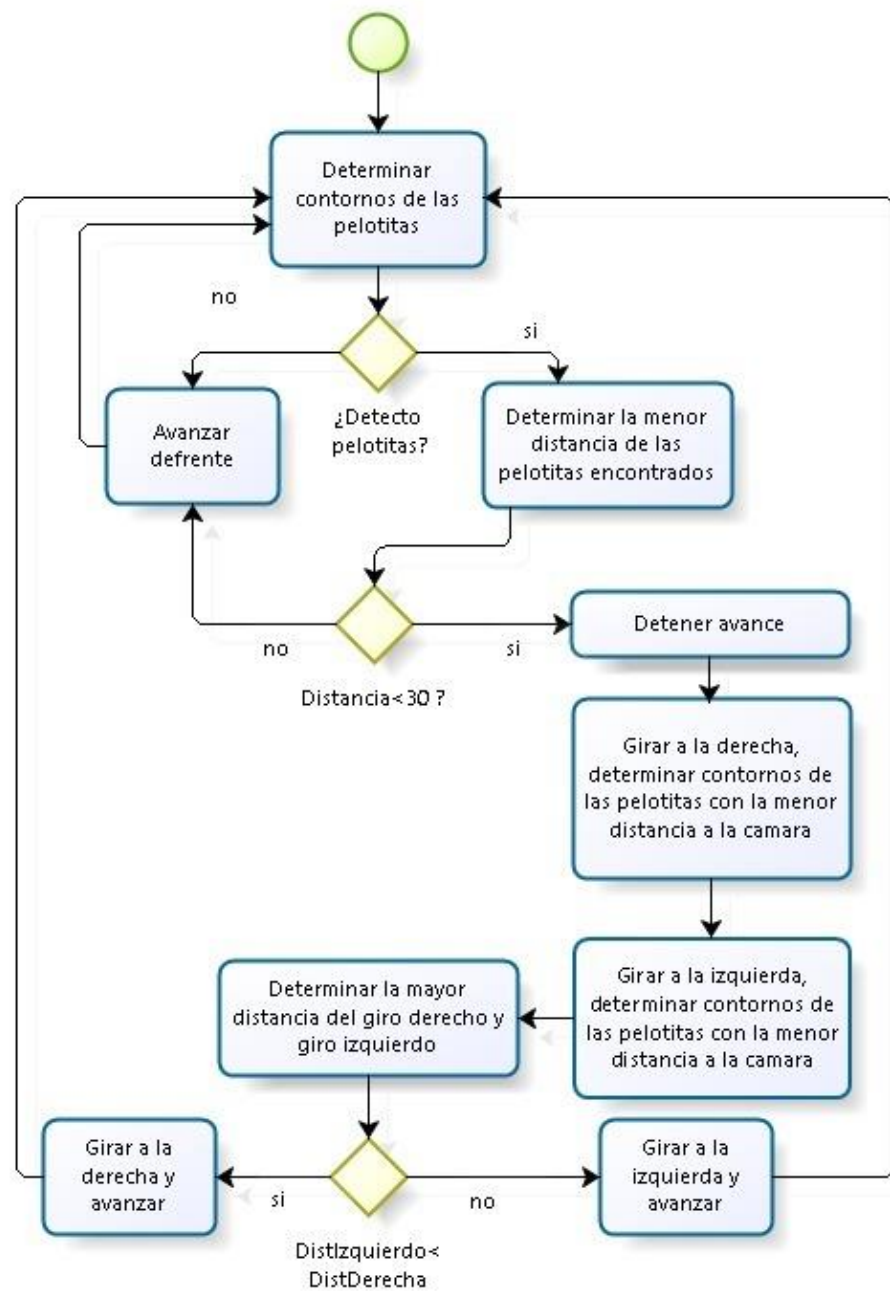 Determinar
contornos de las
pelotitas
no
si
¿Detecto
pelotitas?
Avanzar
defrente
Determinar la menor
distancia de las
pelotitas encontrados
no
si
Distancia<30 ?
Detener avance
Girar a la derecha,
determinar contornos de
las pelotitas con la menor
distancia a la camara
Girar a la izquierda,
determinar contornos de
las pelotitas con la menor
distancia a la camara
Determinar la mayor
distancia del giro derecho y
giro izquierdo
Girar a la
derecha y
avanzar
si
no
Girar a la
izquierda y
avanzar
DistIzquierdo<
DistDerecha